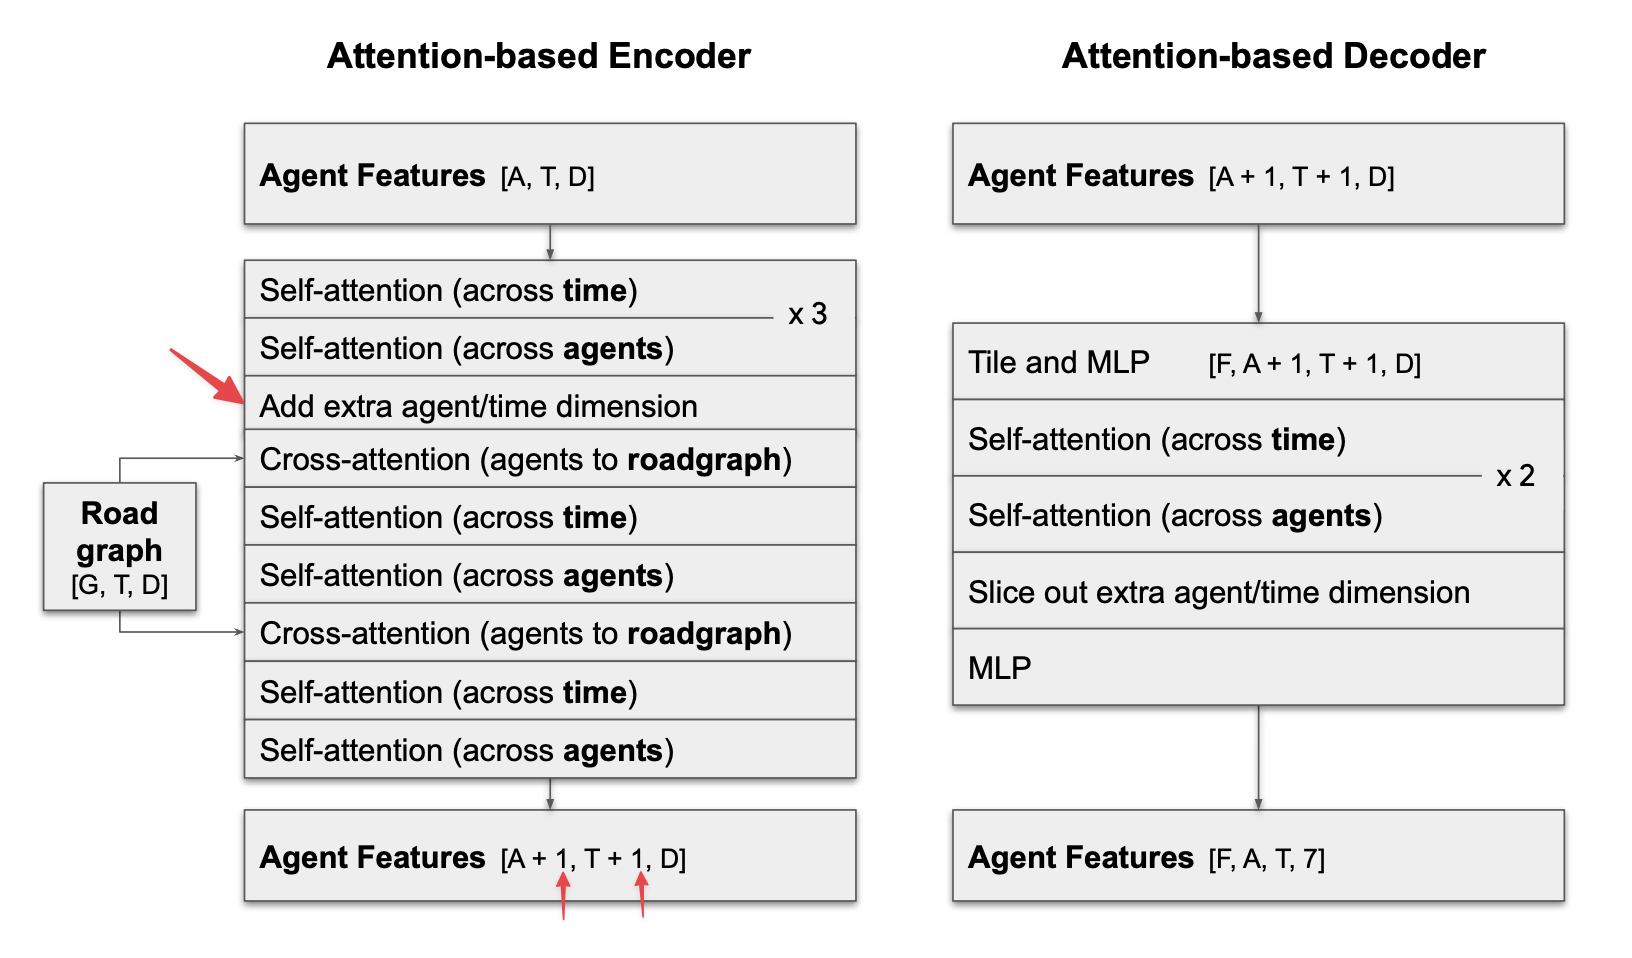 Attention-based Encoder
Agent Features [A, T, D]
Self-attention (across time)
x 3
Self-attention (across agents)
Add extra agent/time dimension
Cross-attention (agents to roadgraph)
Self-attention (across time)
Self-attention (across agents)
Cross-attention (agents to roadgraph)
Self-attention (across time)
Self-attention (across agents)
Road
graph
[G, T, D]
Agent Features [A + 1, T + 1, D]
Attention-based Decoder
Agent Features [A + 1, T + 1, D]
Tile and MLP [F, A + 1, T + 1, D]
Self-attention (across time)
x 2
Self-attention (across agents)
Slice out extra agent/time dimension
MLP
Agent Features [F, A, T, 7]